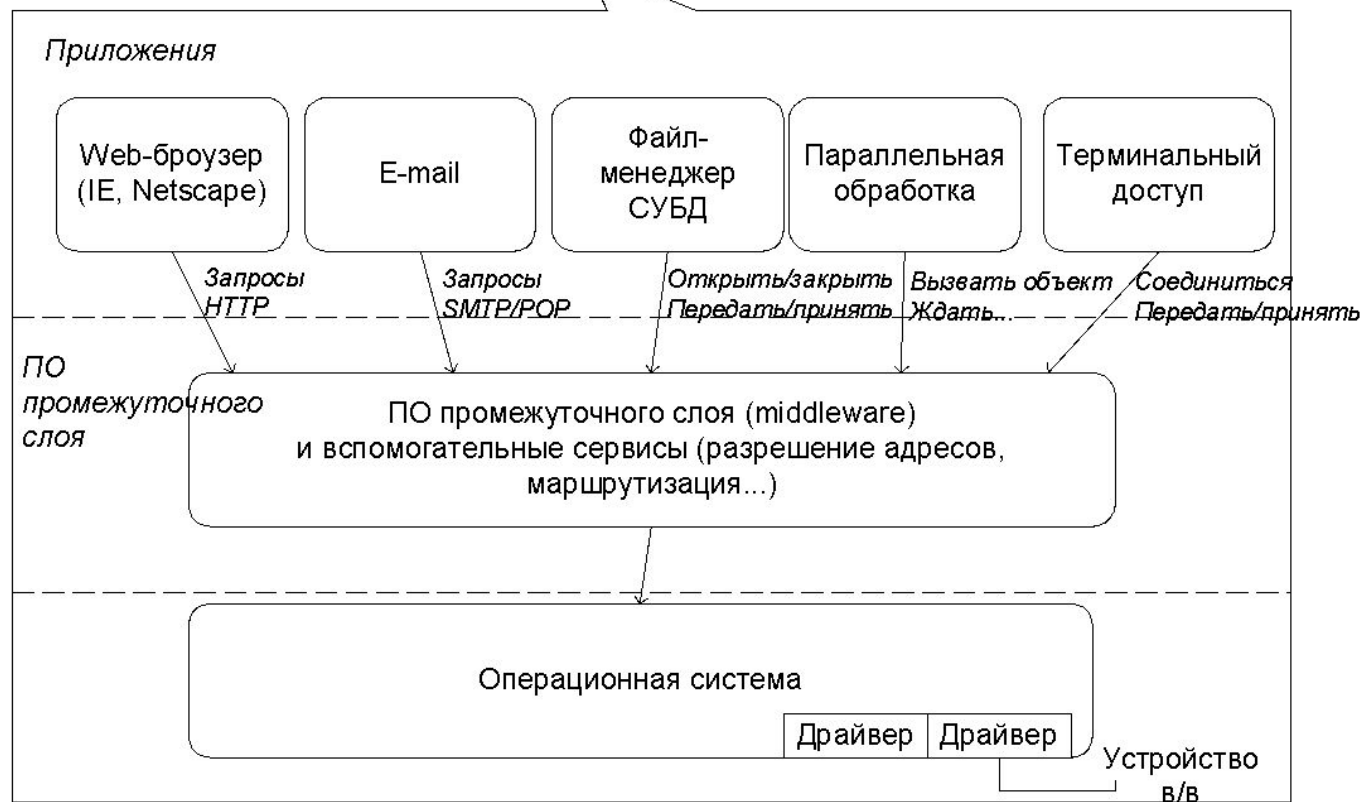 Приложения
Web-броузер
(IE, Netscape)
E-mail
Файл-
менеджер
СУБД
Параллельная
обработка
Терминальный
доступ
Запросы
HTTP
Запросы
SMTP/POP
Открыть/закрыть
Передать/принять
Вызвать объект
Ждать...
Соединиться
Передать/принять
ПО
промежуточного
слоя
ПО промежуточного слоя (middleware)
и вспомогательные сервисы (разрешение адресов,
маршрутизация...)
Операционная система
Драйвер
Драйвер
Устройство
в/в